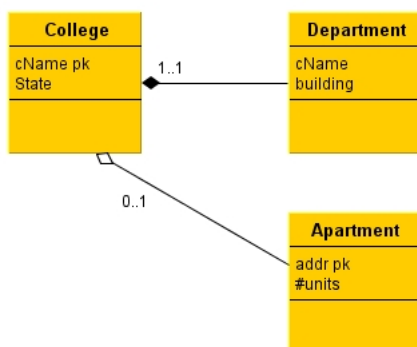 College
cName pk
State
1..1
Department
cName
building
0..1
Apartment
addr pk
#units